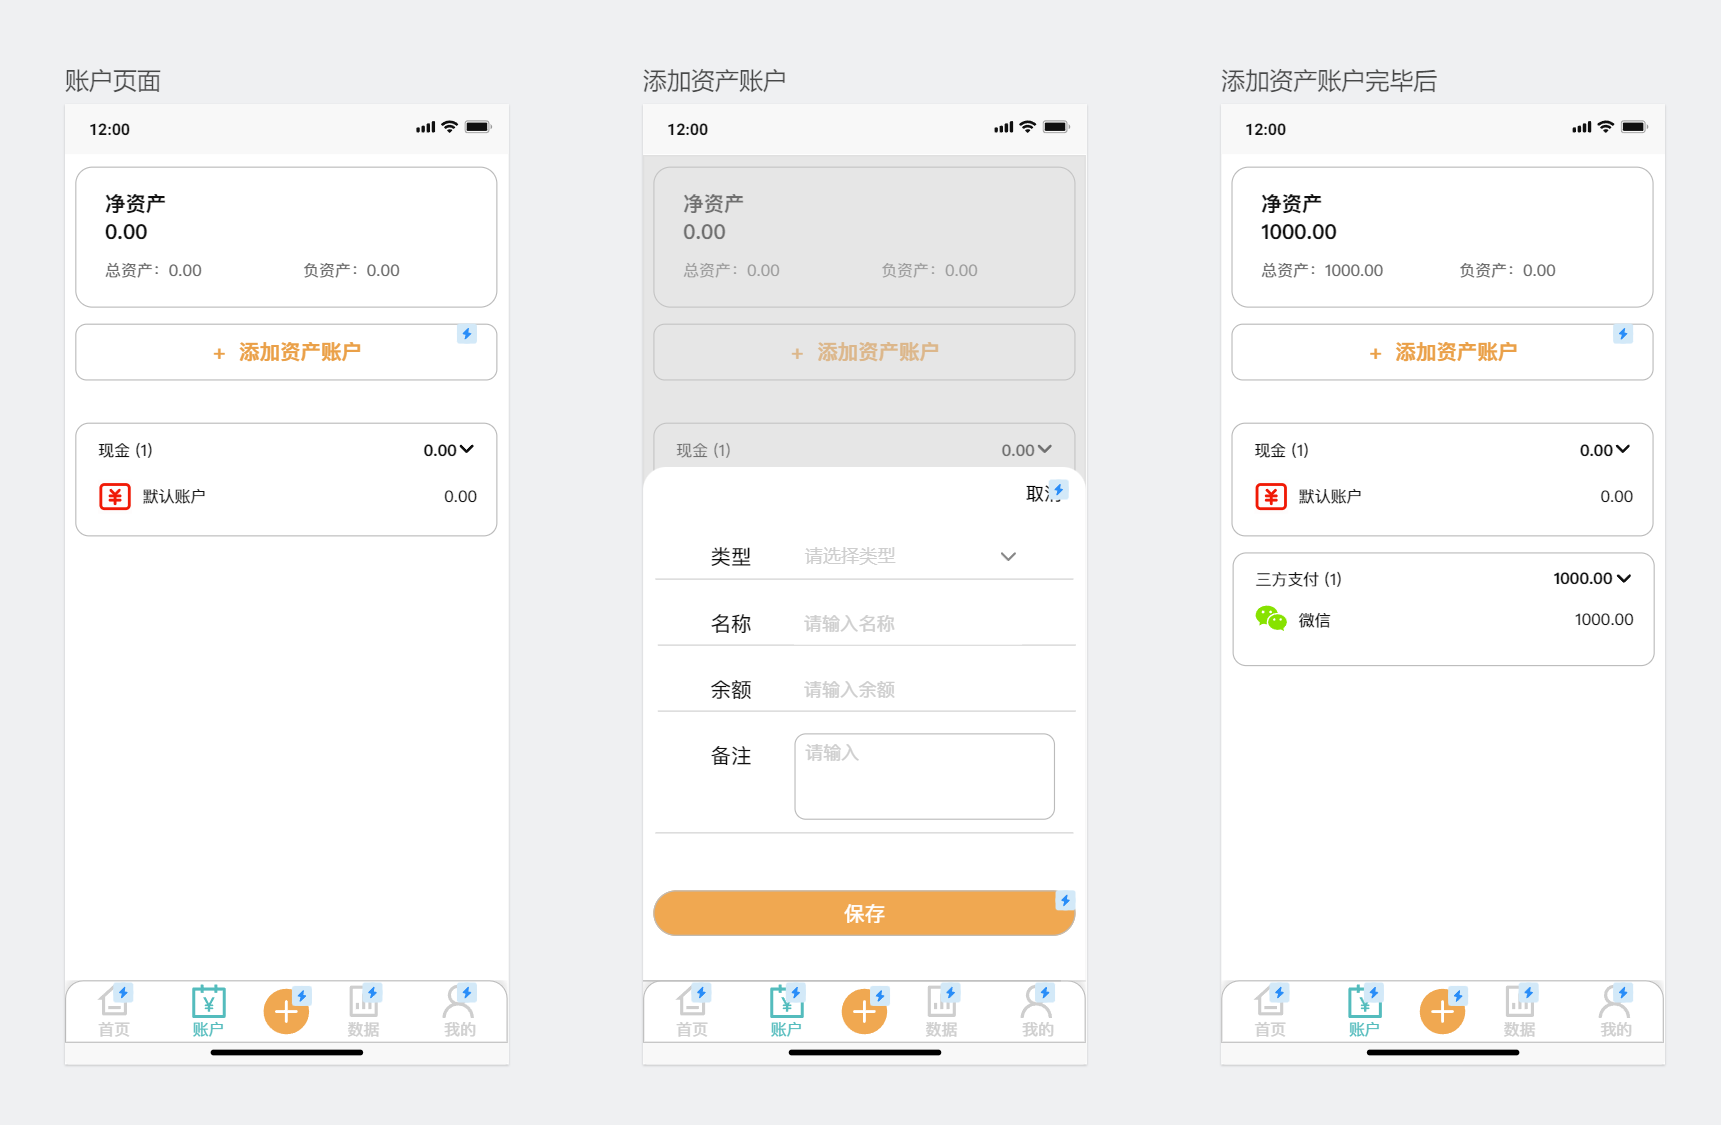 账户页面
12:00
净资产
0.00
总资产：0.00 负资产：0.00
+ 添加资产账户
现金 (1) 0.00
¥ 默认账户 0.00
¥
首页 账户 数据 我的
添加资产账户
12:00
净资产
0.00
总资产：0.00 负资产：0.00
+ 添加资产账户
现金 (1) 0.00
取消
类型 请选择类型
名称 请输入名称
余额 请输入余额
备注 请输入
保存
¥
首页 账户 数据 我的
添加资产账户完毕后
12:00
净资产
1000.00
总资产：1000.00 负资产：0.00
+ 添加资产账户
现金 (1) 0.00
¥ 默认账户 0.00
三方支付 (1) 1000.00
微信 1000.00
¥
首页 账户 数据 我的